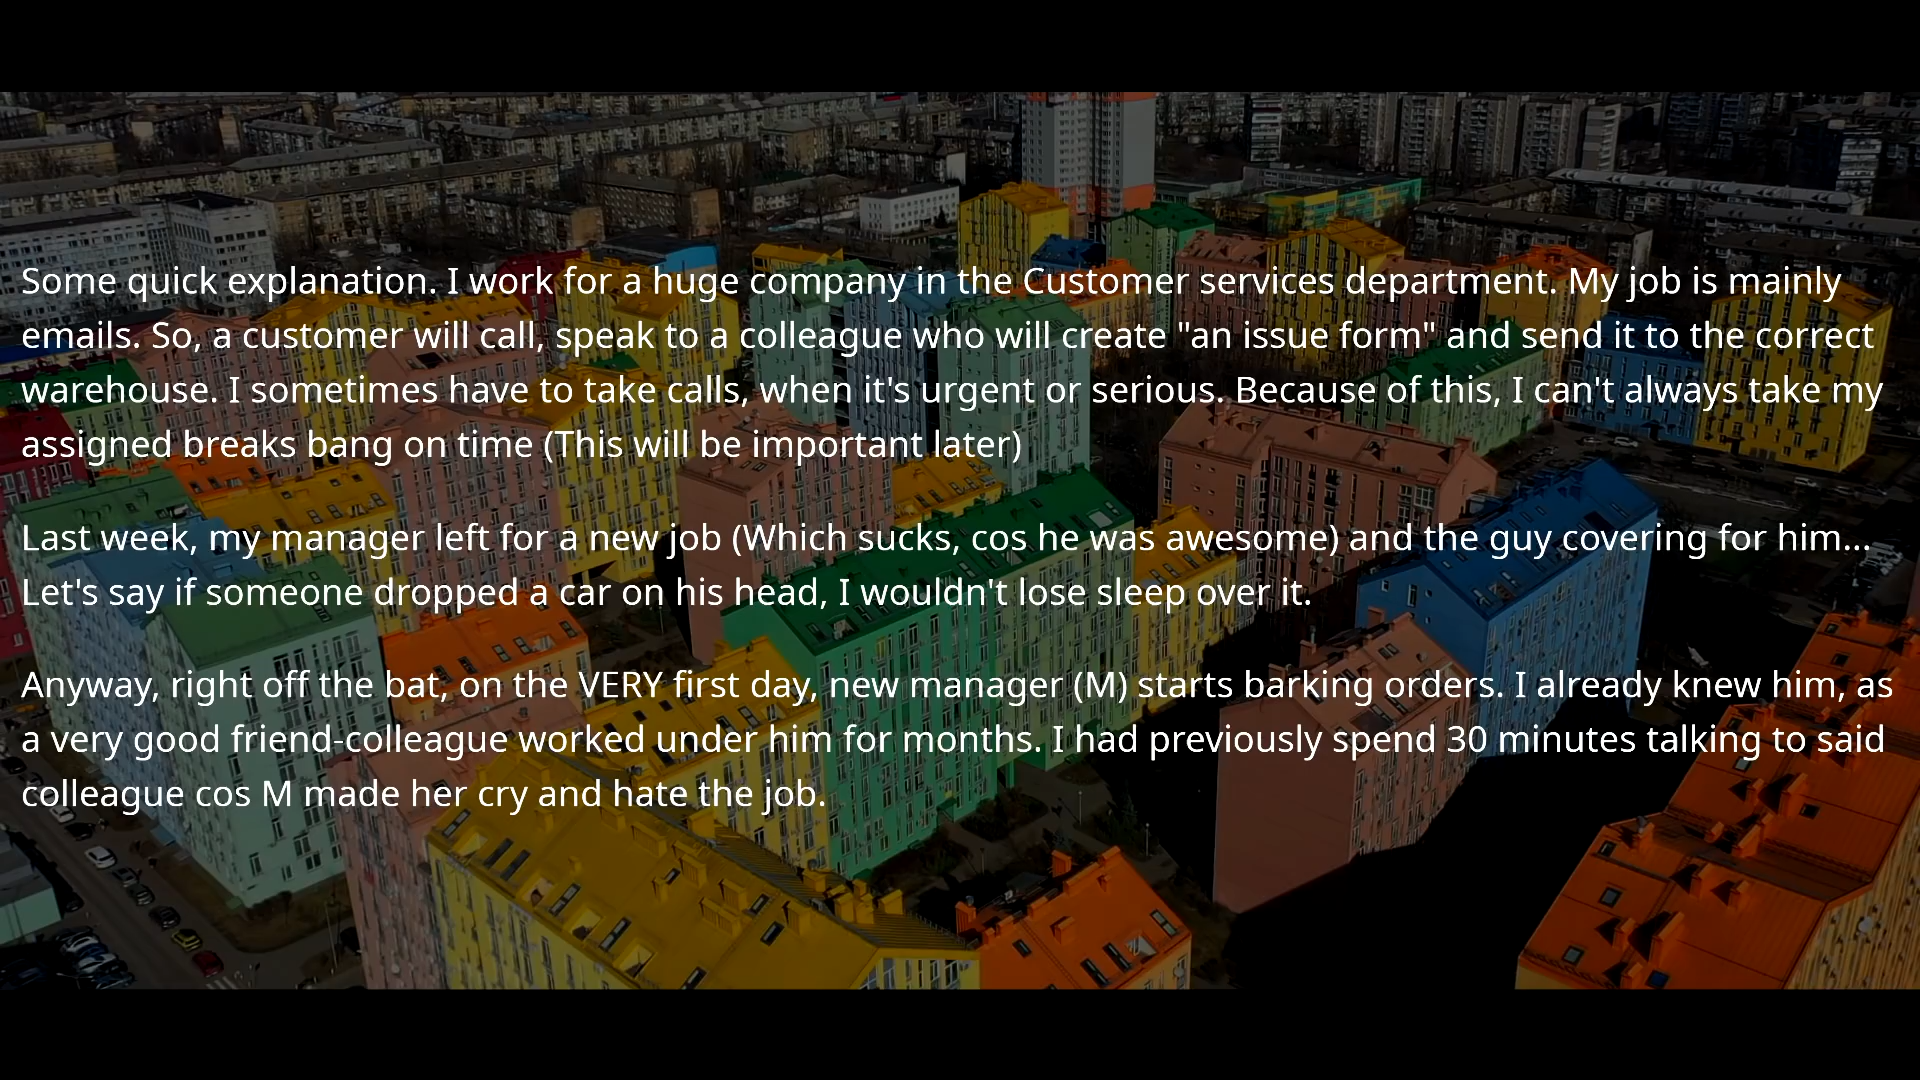 Some quick explanation. I work for a huge company in the Customer services department. My job is mainly
emails. So, a customer will call, speak to a colleague who will create "an issue form" and send it to the correct
warehouse. I sometimes have to take calls, when it's urgent or serious. Because of this, I can't always take my
assigned breaks bang on time (This will be important later)
Last week, my manager left for a new job (Which sucks, cos he was awesome) and the guy covering for him...
Let's say if someone dropped a car on his head, I wouldn't lose sleep over it.
Anyway, right off the bat, on the VERY first day, new manager (M) starts barking orders. I already knew him, as
a very good friend-colleague worked under him for months. I had previously spend 30 minutes talking to said
colleague cos M made her cry and hate the job.